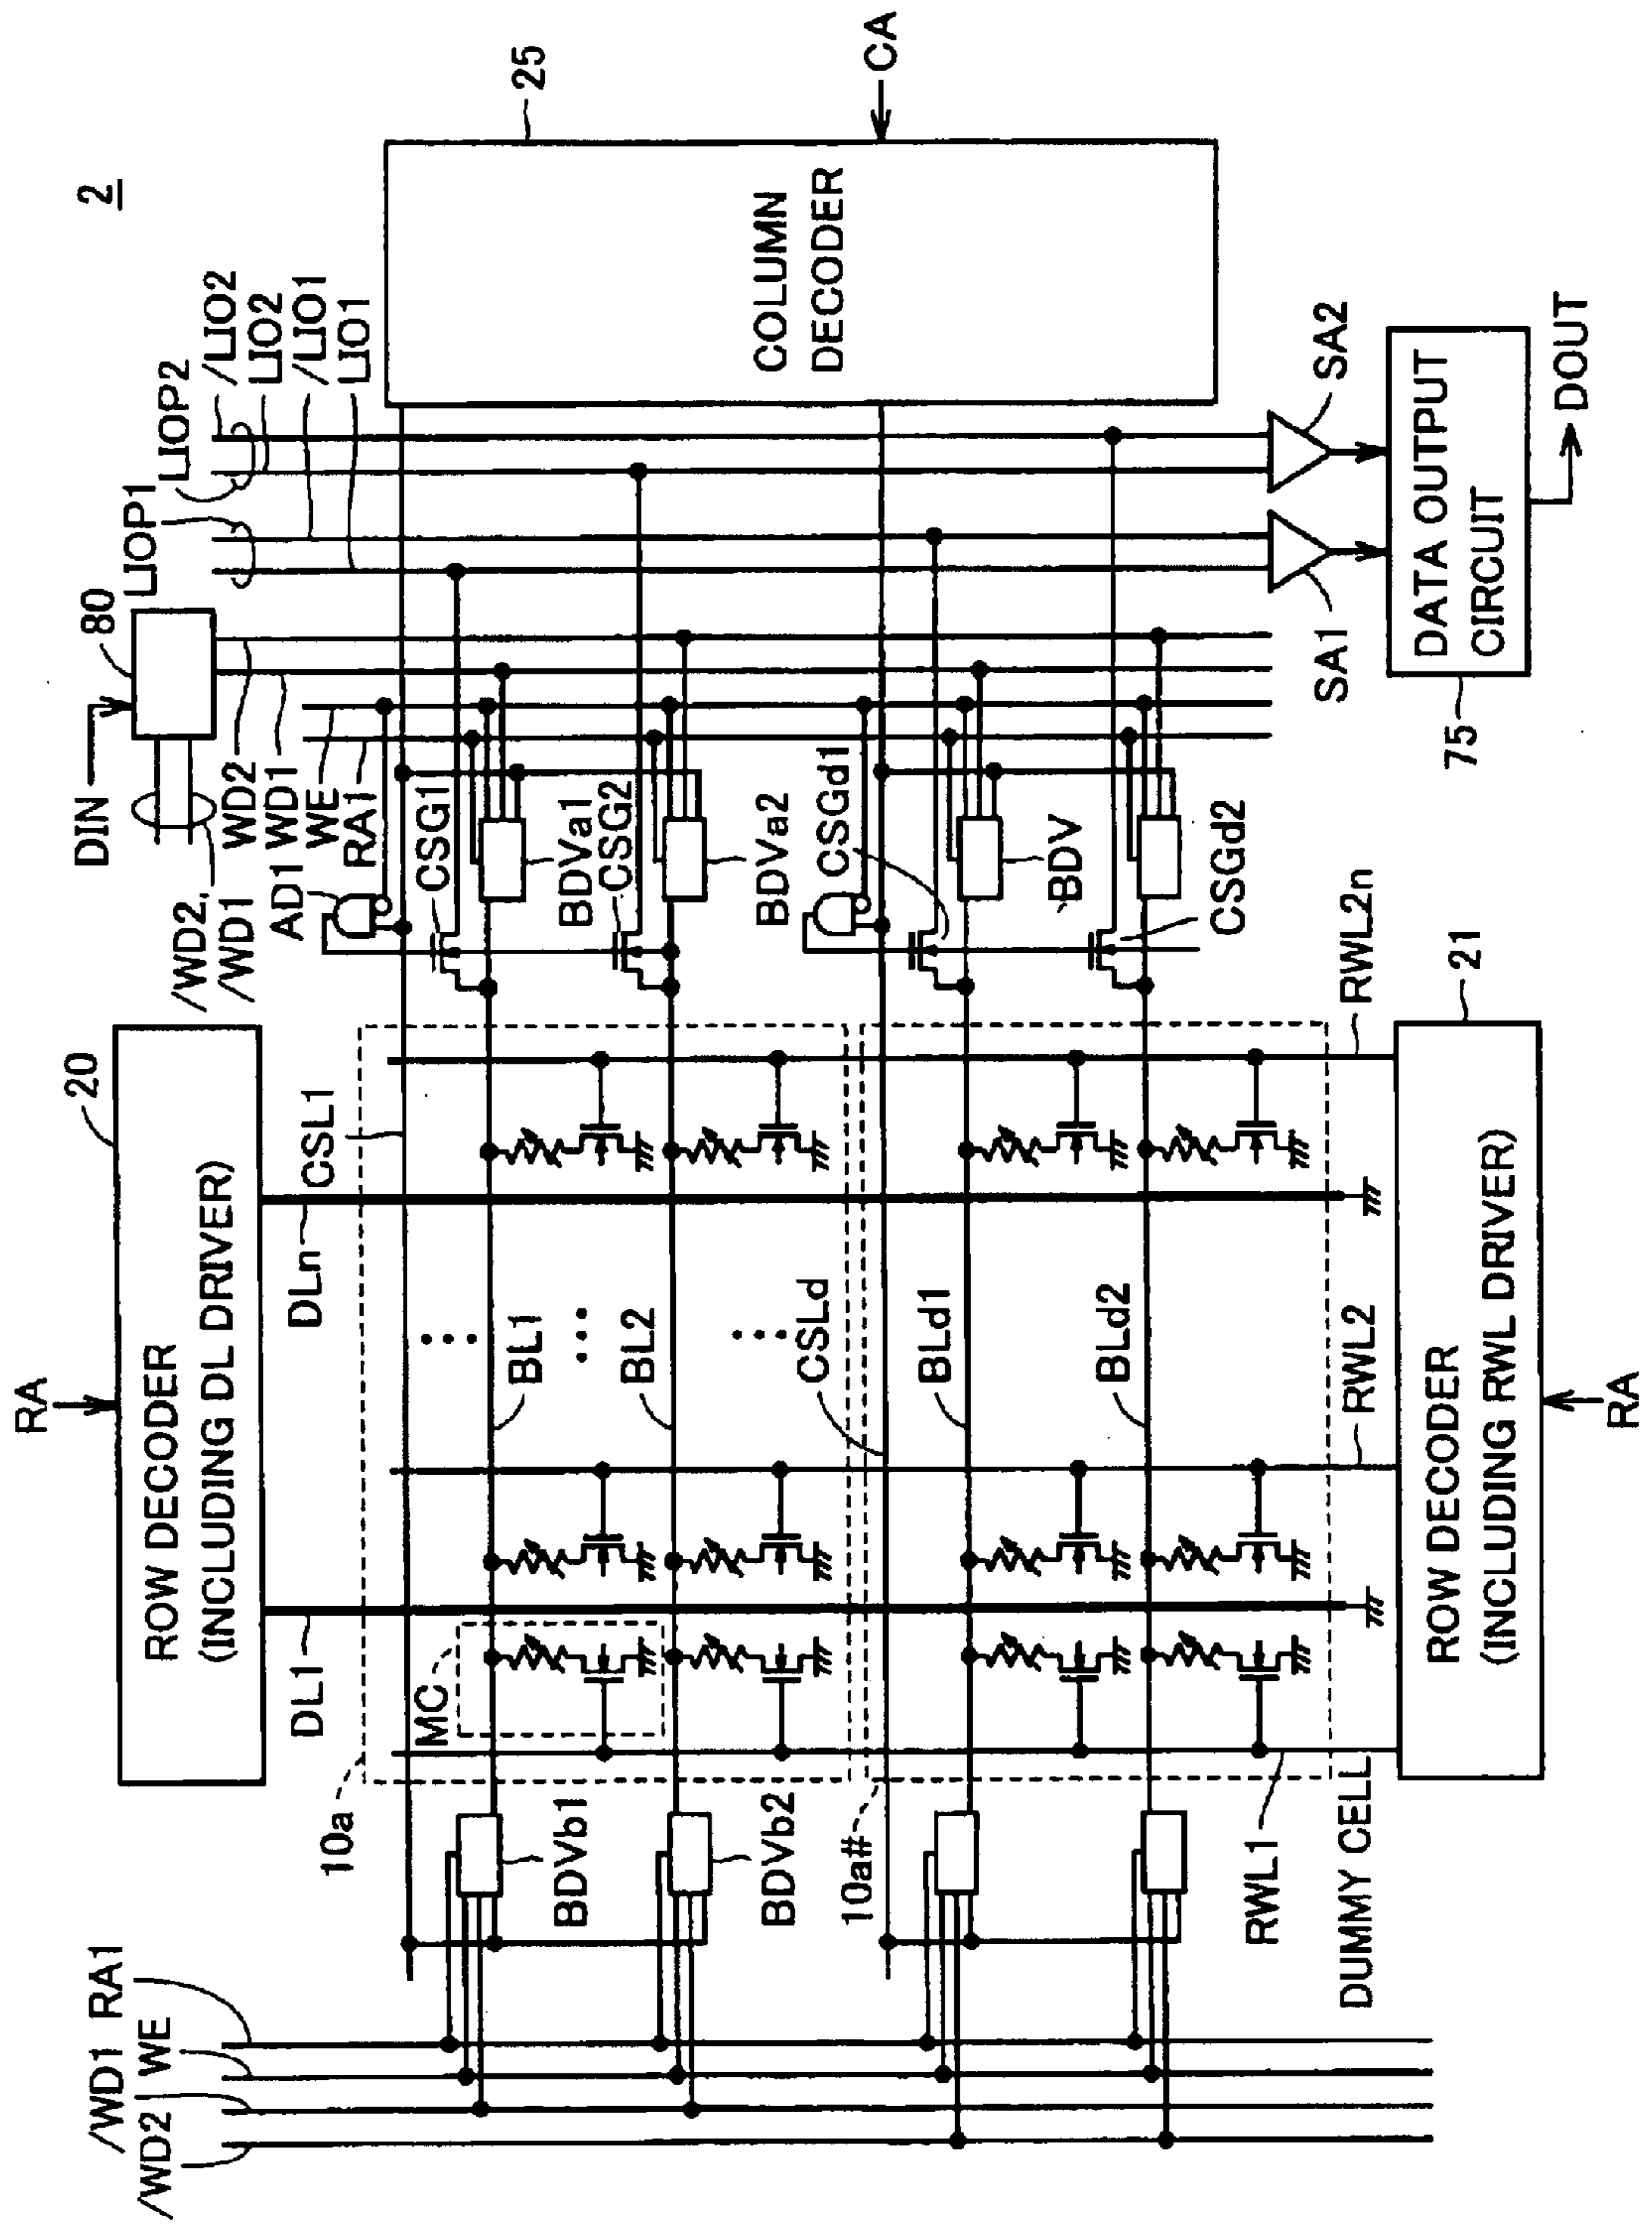 2
RA
20
ROW DECODER
(INCLUDING DL DRIVER)
/WD2,
/WD1
DIN
80
LIOP1
LIOP2
/LIO2
LIO2
/LIO1
LIO1
WD2
WD1
WE
RA1
AD1
CSG1
BDVa1
CSG2
BDVa2
CSGd1
BDV
CSGd2
25
COLUMN
DECODER
CA
DL1
DLn
CSL1
MC
10a
BL1
BL2
CSLd
10a#
BLd1
BLd2
/WD2
/WD1
WE
RA1
BDVb1
BDVb2
RWL1
DUMMY CELL
RWL2
RWL2n
21
ROW DECODER
(INCLUDING RWL DRIVER)
RA
SA1
SA2
75
DATA OUTPUT
CIRCUIT
DOUT